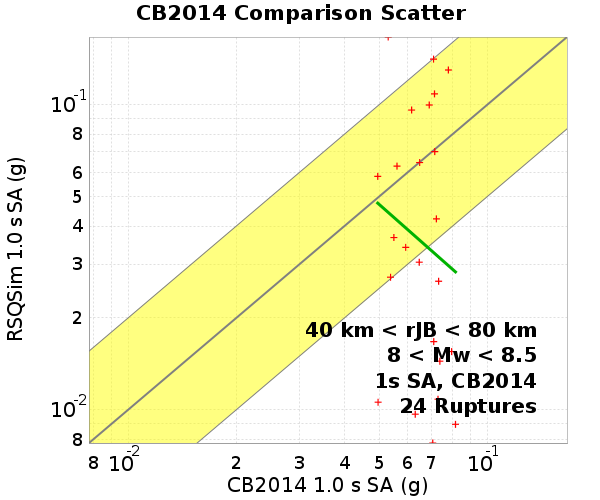 CB2014 Comparison Scatter
RSQSim 1.0 s SA (g)
10^-1
8
6
5
4
3
2
10^-2
8
40 km < rJB < 80 km
8 < Mw < 8.5
1s SA, CB2014
24 Ruptures
8 10^-2 2 3 4 5 6 7 10^-1
CB2014 1.0 s SA (g)